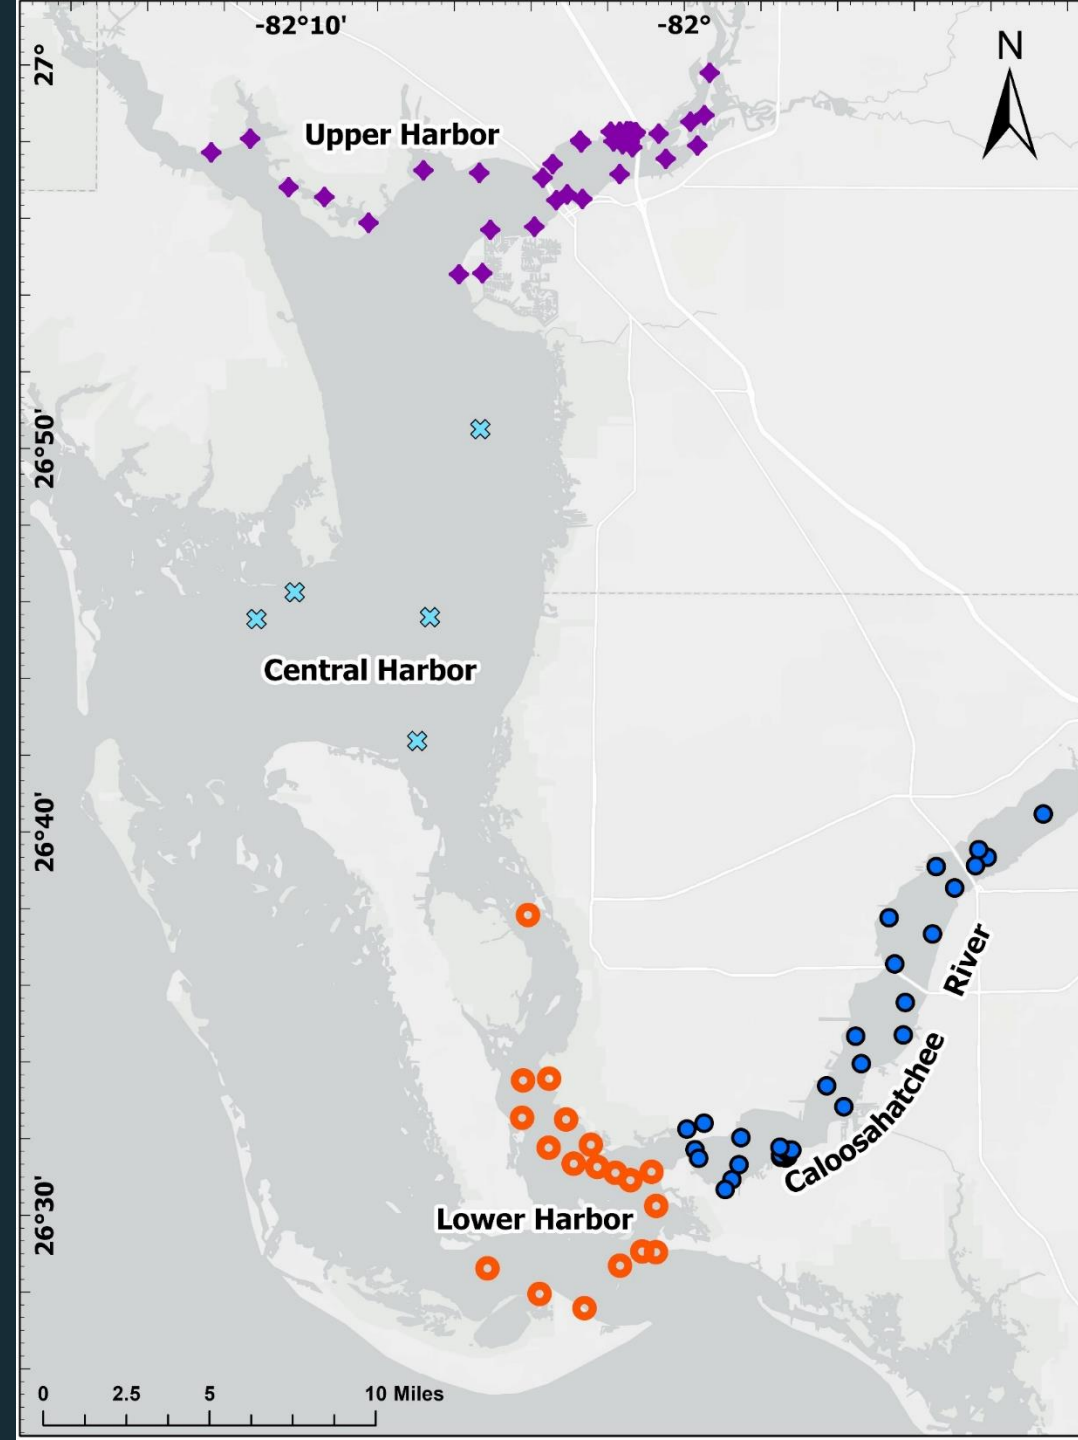 -82°10'
-82°
27°
N
Upper Harbor
26°50'
Central Harbor
26°40'
River
Caloosahatchee
26°30'
Lower Harbor
0 2.5 5 10 Miles